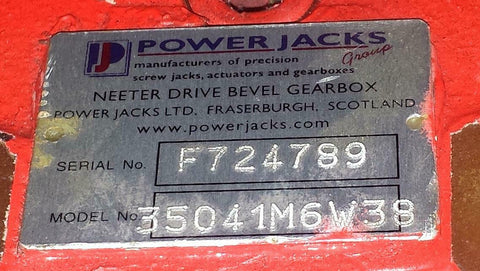 PJ POWER JACKS
Group
manufacturers of precision
screw jacks, actuators and gearboxes
NEETER DRIVE BEVEL GEARBOX
POWER JACKS LTD. FRASERBURGH, SCOTLAND
www.powerjacks.com
SERIAL No. F724789
MODEL No 35041M6W38